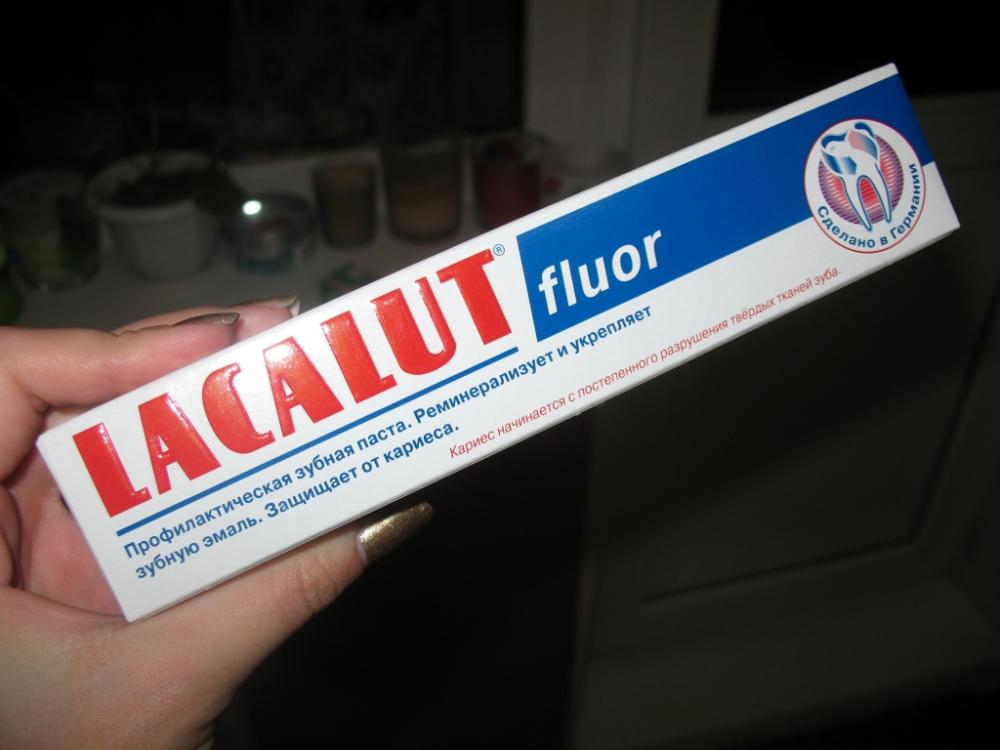 LACALUT®
fluor
Профилактическая зубная паста. Реминерализует и укрепляет
зубную эмаль. Защищает от кариеса.
Кариес начинается с постепенного разрушения твёрдых тканей зуба.
Сделано в Германии